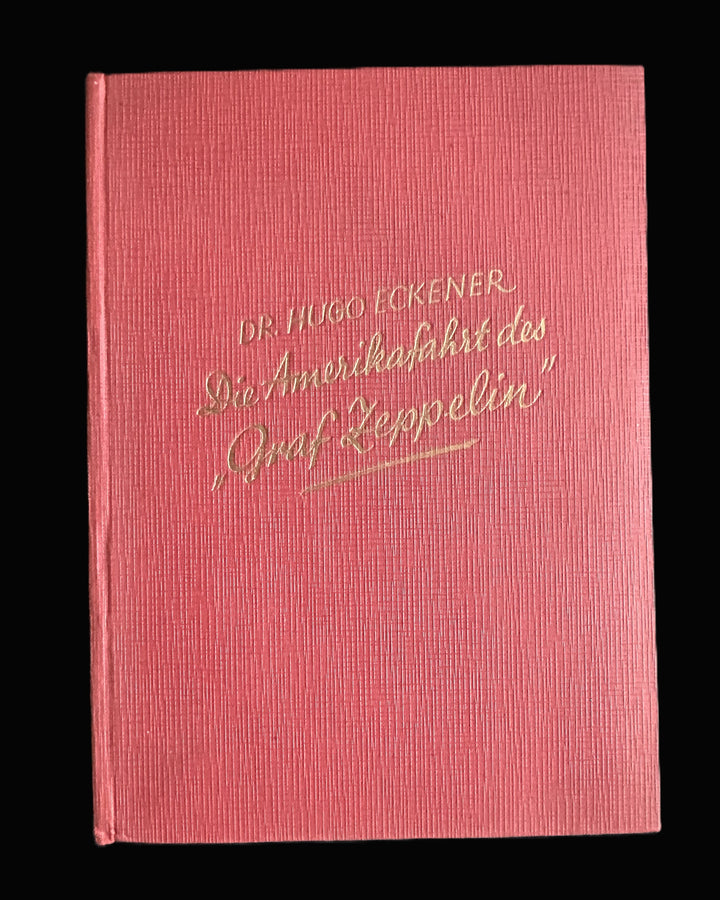 DR. HUGO ECKENER
Die Amerikafahrt des
„Graf Zeppelin”